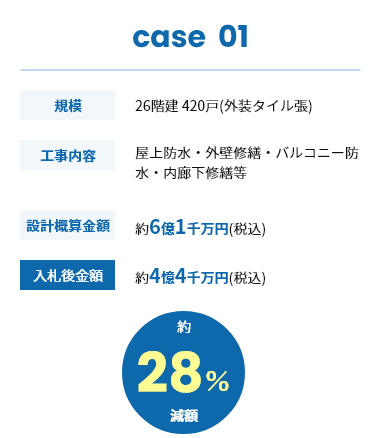 case 01
規模
26階建 420戸(外装タイル張)
工事内容
屋上防水・外壁修繕・バルコニー防
水・内廊下修繕等
設計概算金額
約6億1千万円(税込)
入札後金額
約4億4千万円(税込)
約
28%
減額